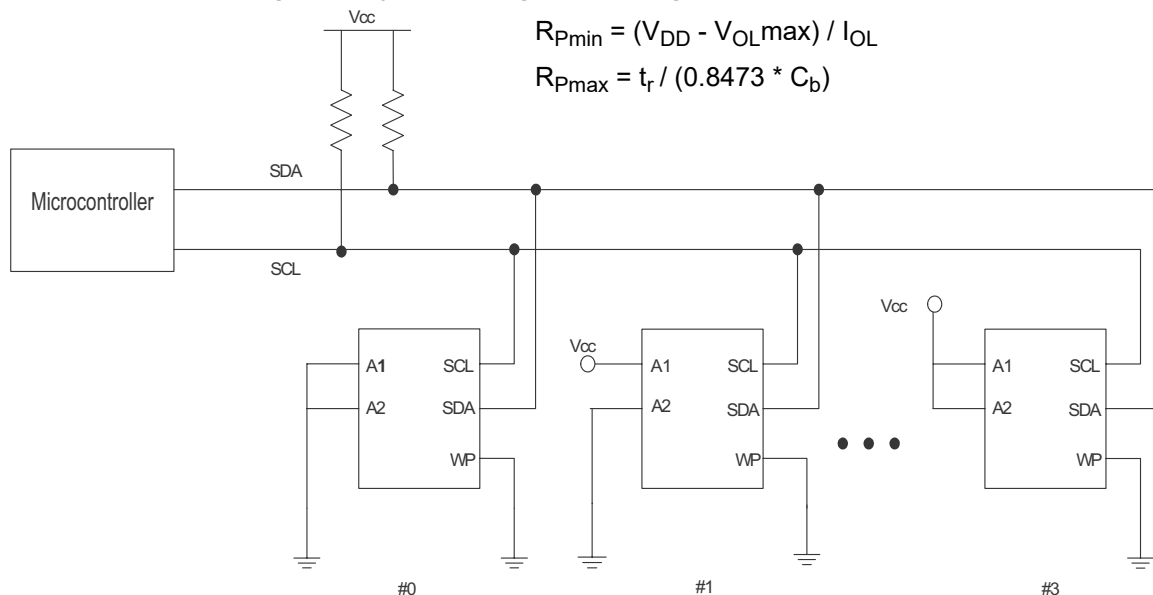 Vcc
R_Pmin = (V_DD - V_OLmax) / I_OL
R_Pmax = t_r / (0.8473 * C_b)
Microcontroller
SDA
SCL
A1
SCL
A2
SDA
WP
#0
Vcc
A1
SCL
A2
SDA
WP
#1
Vcc
A1
SCL
A2
SDA
WP
#3